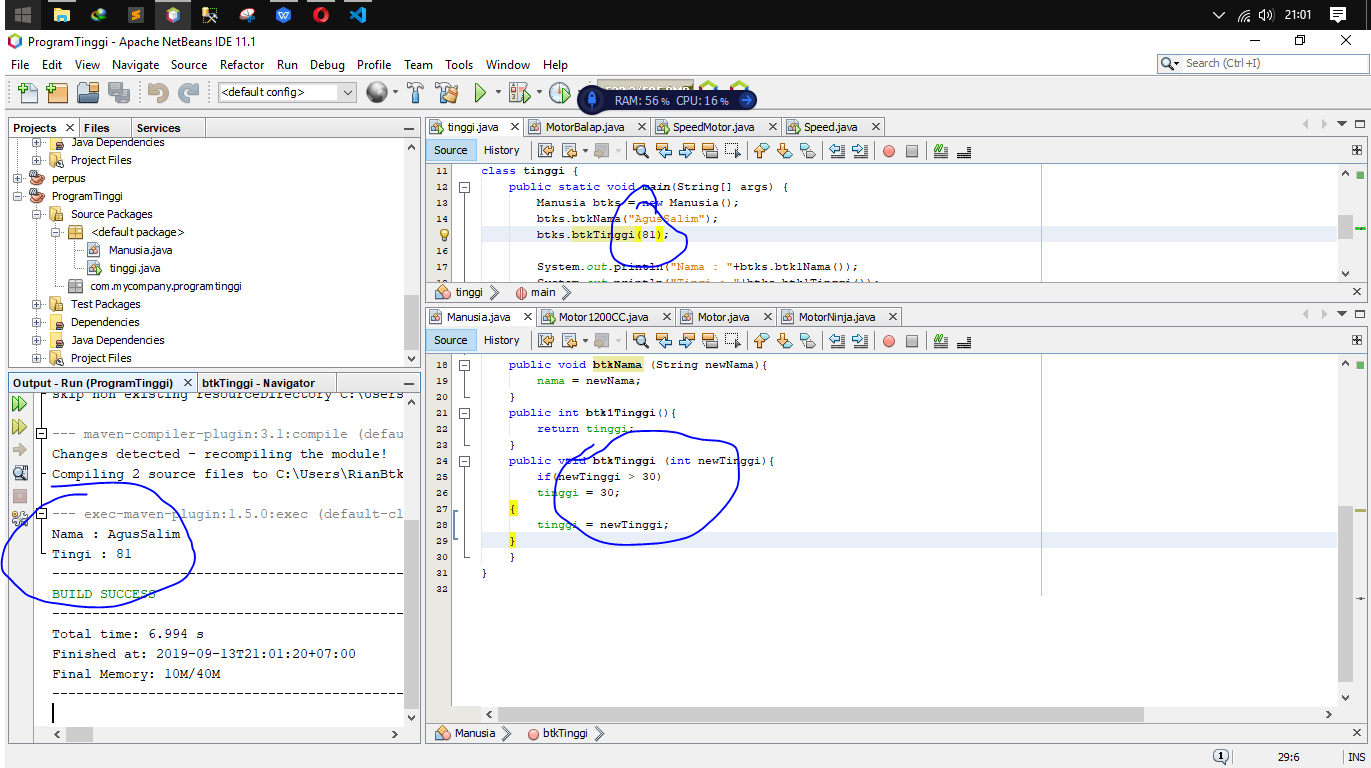 21:01
ProgramTinggi - Apache NetBeans IDE 11.1
File Edit View Navigate Source Refactor Run Debug Profile Team Tools Window Help
Search (Ctrl+I)
<default config>
RAM: 56 % CPU: 16 %
Projects Files Services
Java Dependencies
Project Files
perpus
ProgramTinggi
Source Packages
<default package>
Manusia.java
tinggi.java
com.mycompany.programtinggi
Test Packages
Dependencies
Java Dependencies
Project Files
tinggi.java MotorBalap.java SpeedMotor.java Speed.java
Source History
11 class tinggi {
12 public static void main(String[] args) {
13 Manusia btks = new Manusia();
14 btks.btkNama("AgusSalim");
btks.btkTinggi(81);
16
17 System.out.println("Nama : "+btks.btk1Nama());
System.out.println("Tinggi : "+btks.btk1Tinggi());
tinggi main
Manusia.java Motor1200CC.java Motor.java MotorNinja.java
Source History
18 public void btkNama (String newNama){
19 nama = newNama;
20 }
21 public int btk1Tinggi(){
22 return tinggi;
23 }
24 public void btkTinggi (int newTinggi){
25 if(newTinggi > 30)
26 tinggi = 30;
27 {
28 tinggi = newTinggi;
29 }
30 }
31 }
32
Manusia btkTinggi
Output - Run (ProgramTinggi) btkTinggi - Navigator
skip non existing resourceDirectory C:\Users
--- maven-compiler-plugin:3.1:compile (defau
Changes detected - recompiling the module!
Compiling 2 source files to C:\Users\RianBtk
--- exec-maven-plugin:1.5.0:exec (default-cl
Nama : AgusSalim
Tingi : 81
------------------------------------------------
BUILD SUCCESS
------------------------------------------------
Total time: 6.994 s
Finished at: 2019-09-13T21:01:20+07:00
Final Memory: 10M/40M
------------------------------------------------
1
29:6
INS